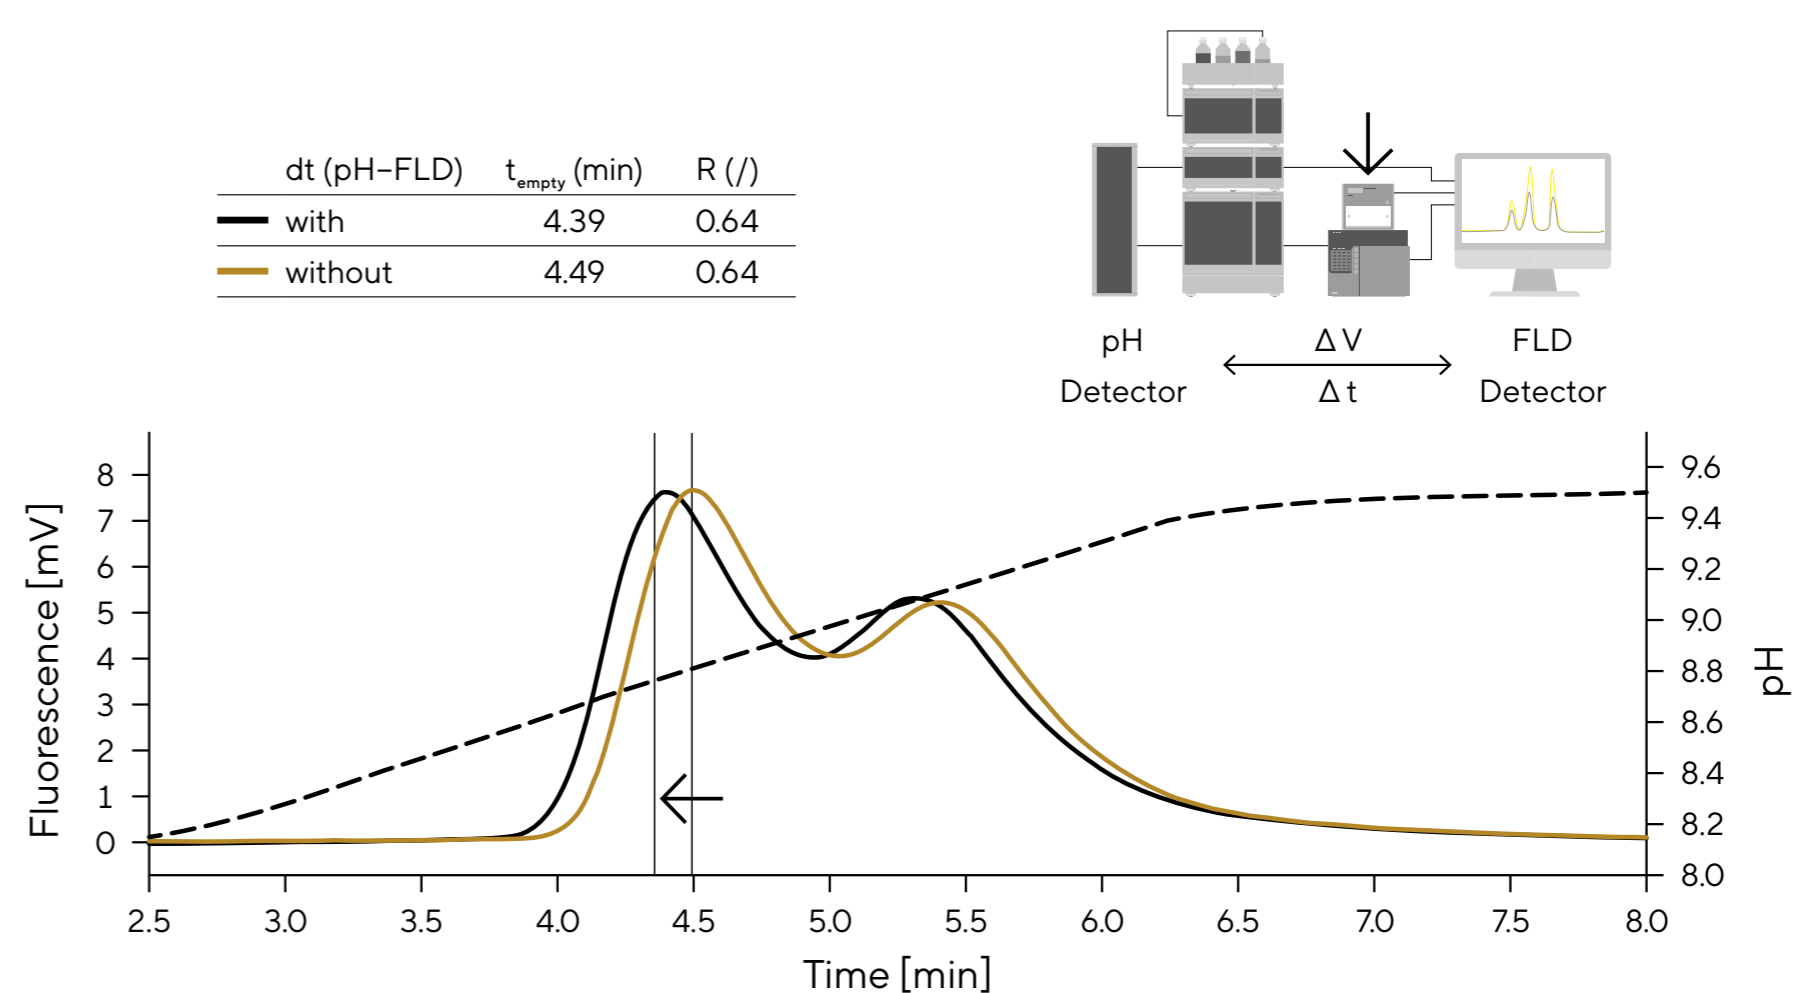 dt (pH–FLD) t_empty (min) R (/)
with 4.39 0.64
without 4.49 0.64
pH Detector
Δ V
Δ t
FLD Detector
Fluorescence [mV]
8
7
6
5
4
3
2
1
0
9.6
9.4
9.2
9.0
8.8
8.6
8.4
8.2
8.0
pH
2.5 3.0 3.5 4.0 4.5 5.0 5.5 6.0 6.5 7.0 7.5 8.0
Time [min]